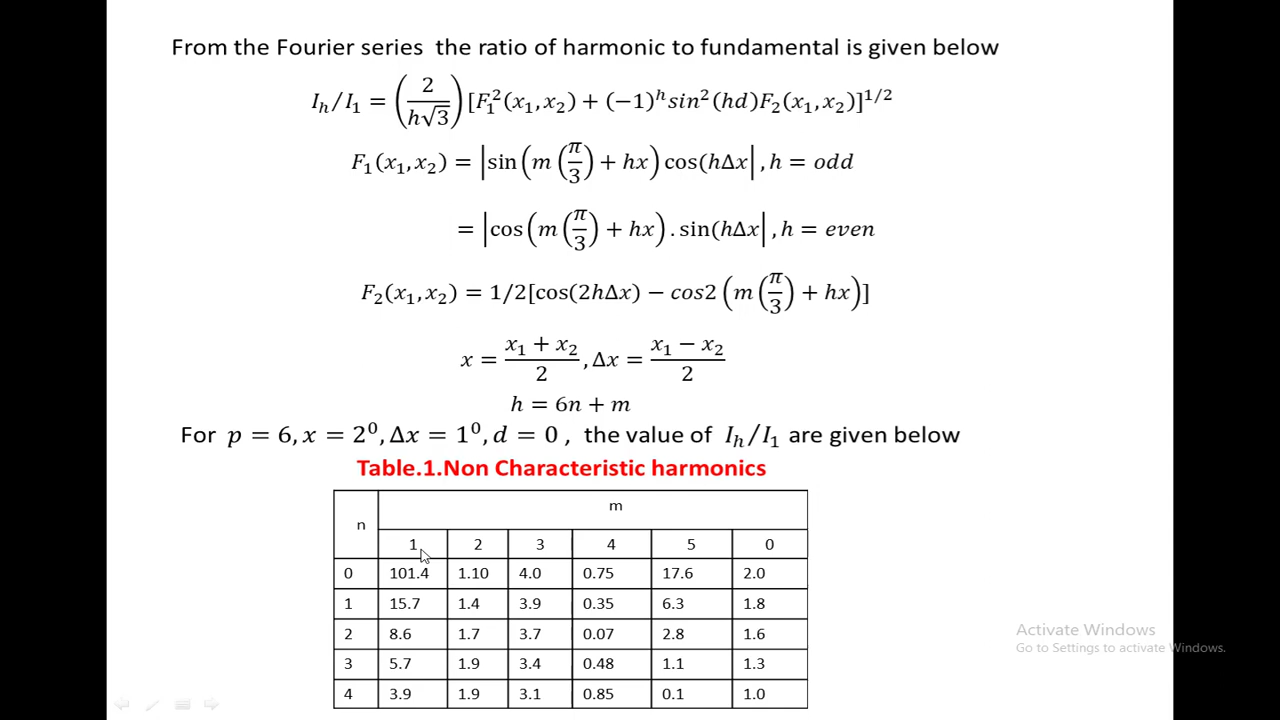 From the Fourier series the ratio of harmonic to fundamental is given below
I_h/I_1 = (2/(h√3)) [F_1^2(x_1, x_2) + (−1)^h sin^2(hd)F_2(x_1, x_2)]^{1/2}
F_1(x_1, x_2) = |sin(m(π/3) + hx) cos(hΔx|, h = odd
= |cos(m(π/3) + hx). sin(hΔx|, h = even
F_2(x_1, x_2) = 1/2[cos(2hΔx) − cos2(m(π/3) + hx)]
x = (x_1 + x_2)/2, Δx = (x_1 − x_2)/2
h = 6n + m
For p = 6, x = 2^0, Δx = 1^0, d = 0 , the value of I_h/I_1 are given below
Table.1.Non Characteristic harmonics
n m
1 2 3 4 5 0
0 101.4 1.10 4.0 0.75 17.6 2.0
1 15.7 1.4 3.9 0.35 6.3 1.8
2 8.6 1.7 3.7 0.07 2.8 1.6
3 5.7 1.9 3.4 0.48 1.1 1.3
4 3.9 1.9 3.1 0.85 0.1 1.0
Activate Windows
Go to Settings to activate Windows.